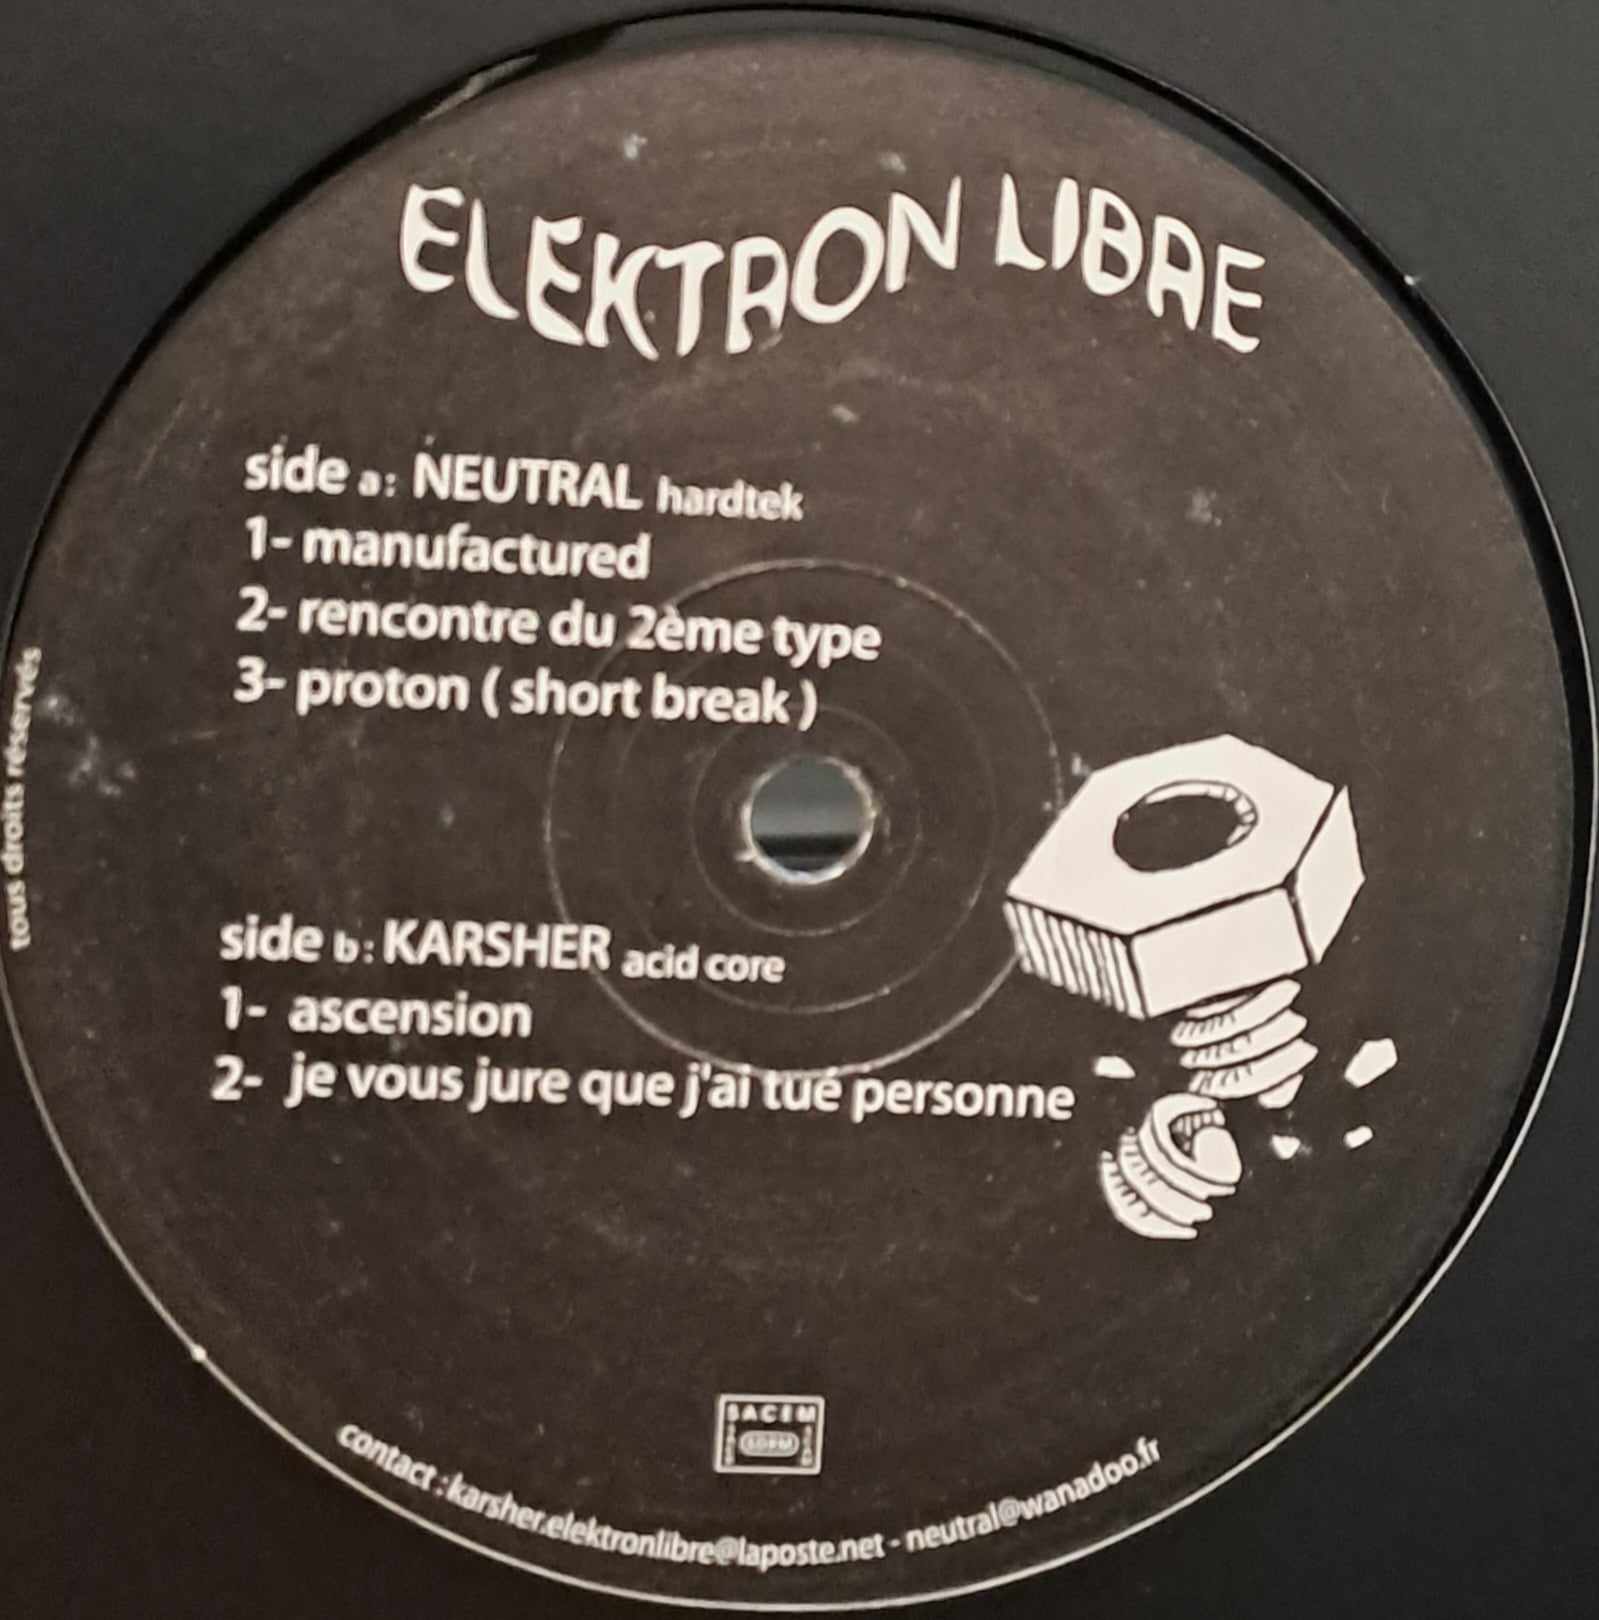 ELEKTRON LIBRE
side a : NEUTRAL hardtek
1- manufactured
2- rencontre du 2ème type
3- proton ( short break )
side b : KARSHER acid core
1- ascension
2- je vous jure que j'ai tué personne
tous droits réservés
SACEM
SDRM
contact : karsher.elektronlibre@laposte.net - neutral@wanadoo.fr